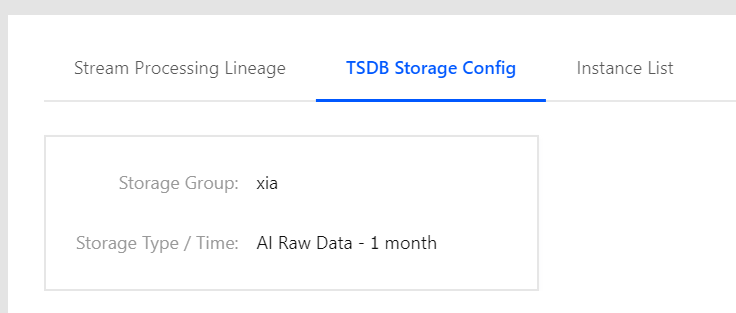 Stream Processing Lineage
TSDB Storage Config
Instance List
Storage Group: xia
Storage Type / Time: AI Raw Data - 1 month